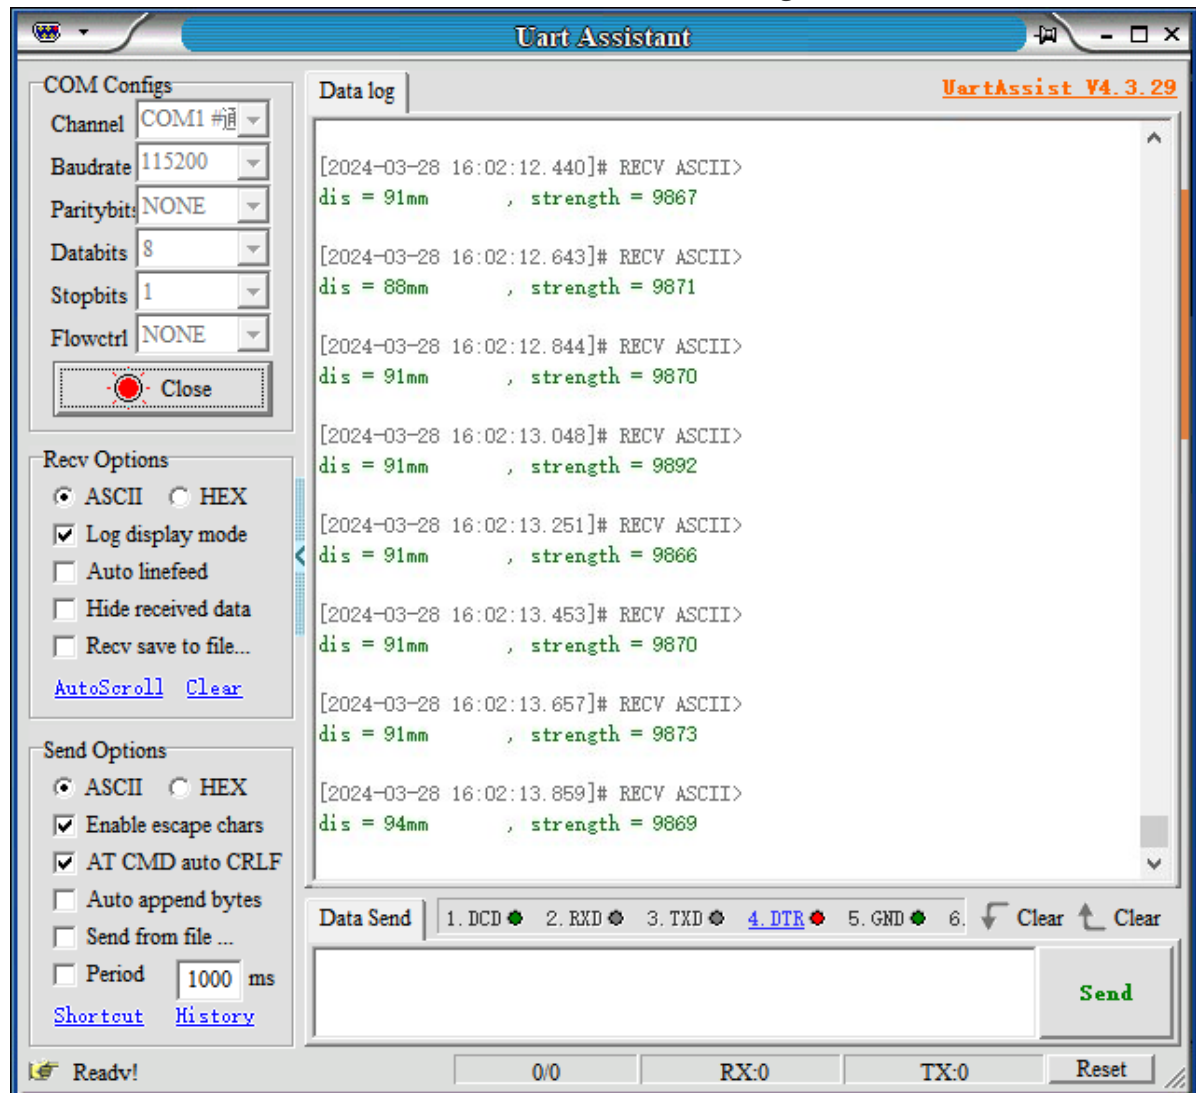 Uart Assistant
COM Configs
Channel COM1 #通
Baudrate 115200
Paritybit: NONE
Databits 8
Stopbits 1
Flowctrl NONE
Close
Recv Options
ASCII HEX
Log display mode
Auto linefeed
Hide received data
Recv save to file...
AutoScroll Clear
Send Options
ASCII HEX
Enable escape chars
AT CMD auto CRLF
Auto append bytes
Send from file ...
Period 1000 ms
Shortcut History
Data log UartAssist V4.3.29
[2024-03-28 16:02:12.440]# RECV ASCII>
dis = 91mm , strength = 9867
[2024-03-28 16:02:12.643]# RECV ASCII>
dis = 88mm , strength = 9871
[2024-03-28 16:02:12.844]# RECV ASCII>
dis = 91mm , strength = 9870
[2024-03-28 16:02:13.048]# RECV ASCII>
dis = 91mm , strength = 9892
[2024-03-28 16:02:13.251]# RECV ASCII>
dis = 91mm , strength = 9866
[2024-03-28 16:02:13.453]# RECV ASCII>
dis = 91mm , strength = 9870
[2024-03-28 16:02:13.657]# RECV ASCII>
dis = 91mm , strength = 9873
[2024-03-28 16:02:13.859]# RECV ASCII>
dis = 94mm , strength = 9869
Data Send 1. DCD 2. RXD 3. TXD 4. DTR 5. GND 6. Clear Clear
Send
Ready! 0/0 RX:0 TX:0 Reset